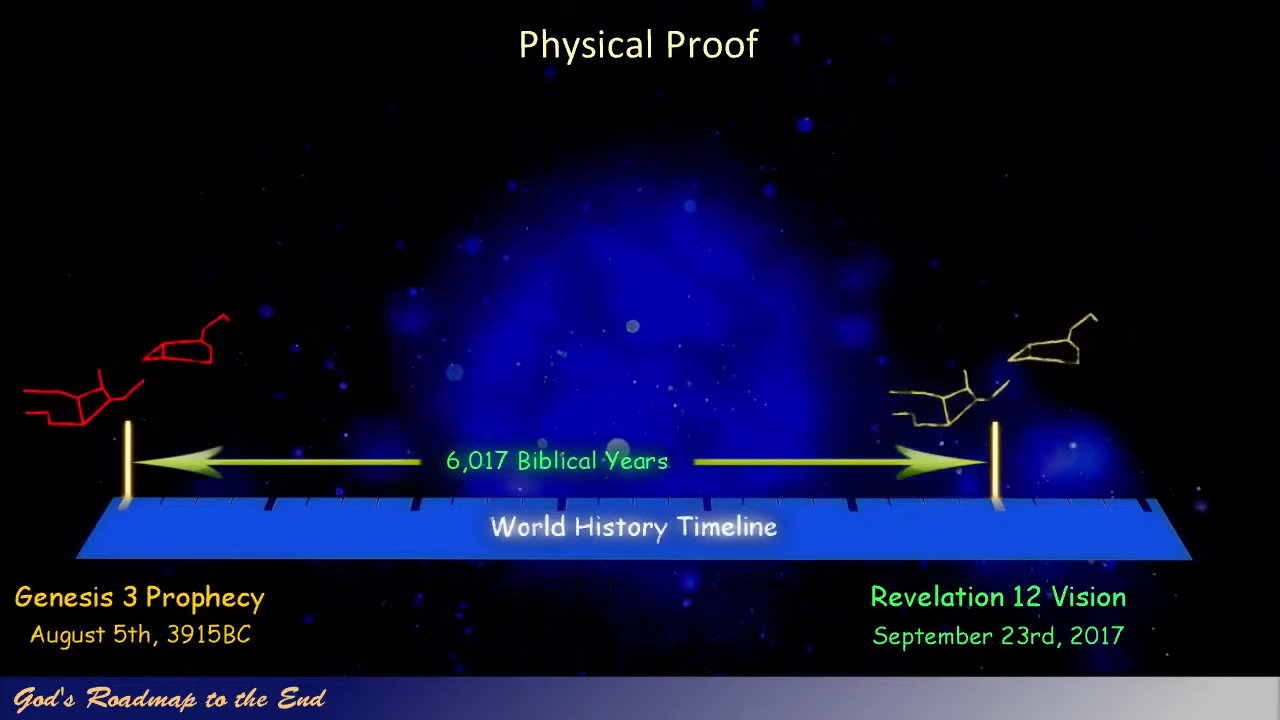 Physical Proof
6,017 Biblical Years
World History Timeline
Genesis 3 Prophecy
August 5th, 3915BC
Revelation 12 Vision
September 23rd, 2017
God's Roadmap to the End